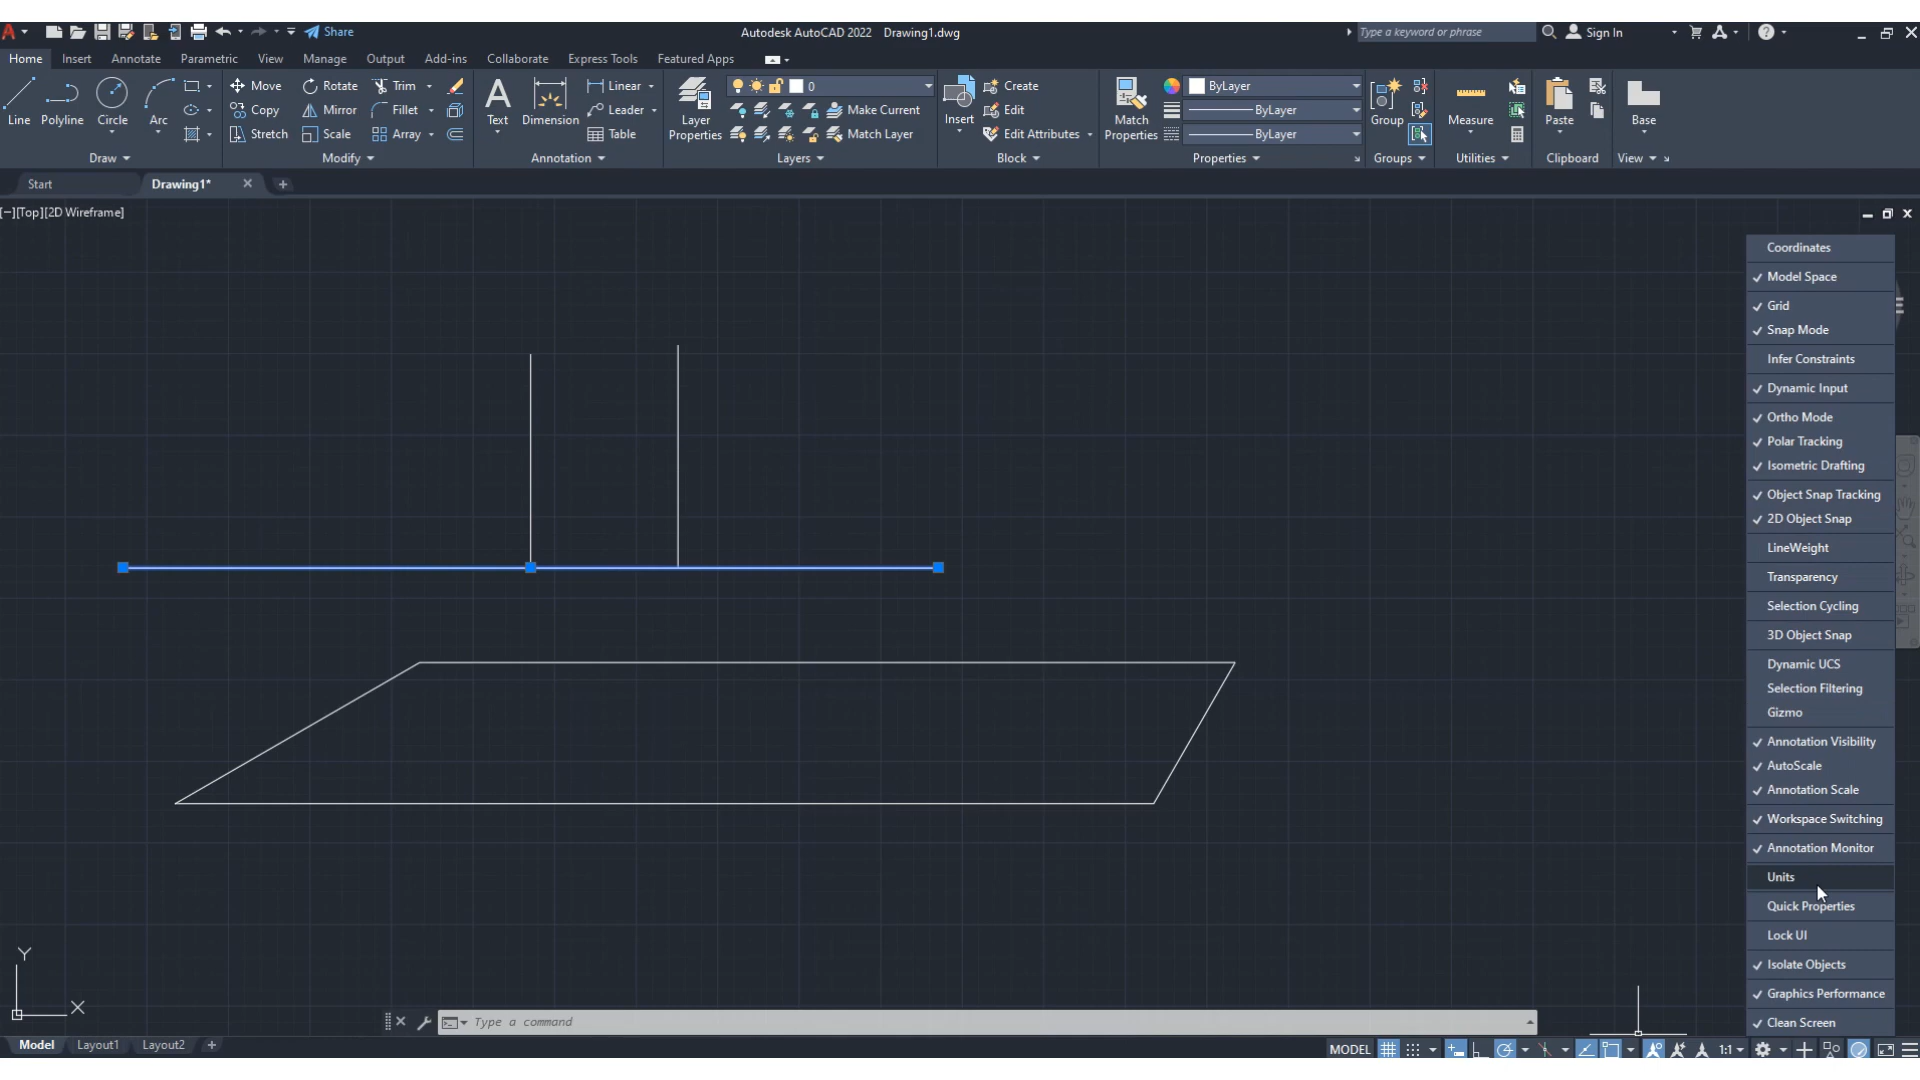 Share
Autodesk AutoCAD 2022 Drawing1.dwg
Type a keyword or phrase
Sign In
Home Insert Annotate Parametric View Manage Output Add-ins Collaborate Express Tools Featured Apps
Line Polyline Circle Arc
Draw
Move Rotate Trim
Copy Mirror Fillet
Stretch Scale Array
Modify
Text Dimension
Linear
Leader
Table
Annotation
Layer Properties
0
Make Current
Match Layer
Layers
Insert
Create
Edit
Edit Attributes
Block
Match Properties
ByLayer
ByLayer
ByLayer
Properties
Group
Groups
Measure
Utilities
Paste
Clipboard
Base
View
Start Drawing1*
[−][Top][2D Wireframe]
Coordinates
Model Space
Grid
Snap Mode
Infer Constraints
Dynamic Input
Ortho Mode
Polar Tracking
Isometric Drafting
Object Snap Tracking
2D Object Snap
LineWeight
Transparency
Selection Cycling
3D Object Snap
Dynamic UCS
Selection Filtering
Gizmo
Annotation Visibility
AutoScale
Annotation Scale
Workspace Switching
Annotation Monitor
Units
Quick Properties
Lock UI
Isolate Objects
Graphics Performance
Clean Screen
Y
X
Type a command
Model Layout1 Layout2
MODEL
1:1